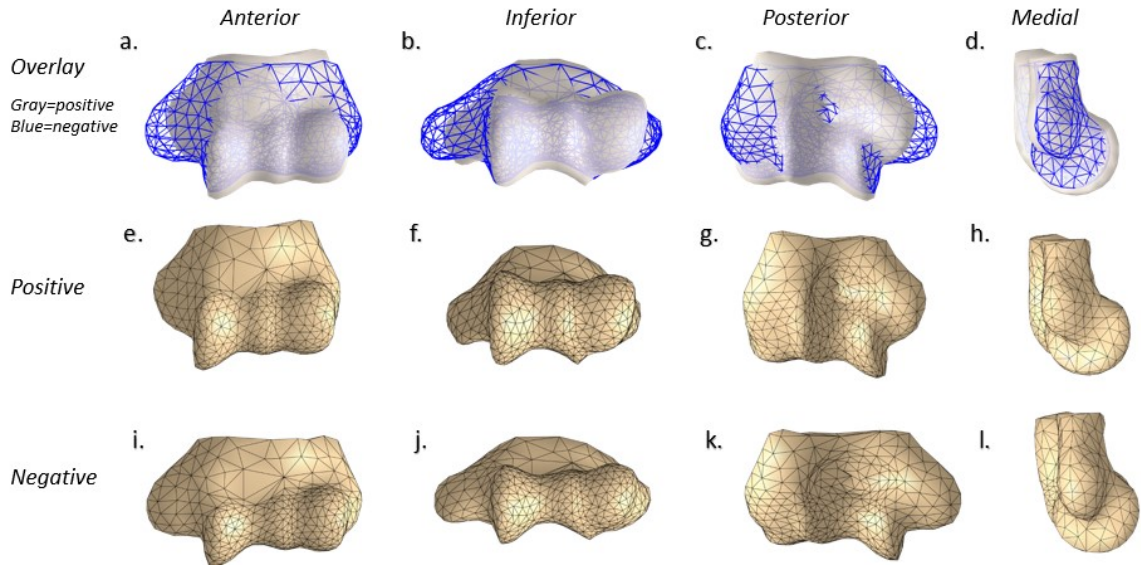 Anterior Inferior Posterior Medial
a. b. c. d.
Overlay
Gray=positive
Blue=negative
e. f. g. h.
Positive
i. j. k. l.
Negative